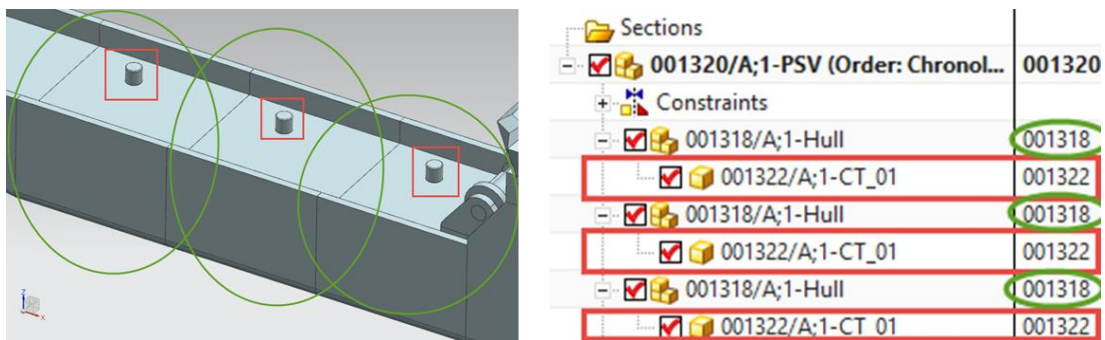 Z
X
Sections
001320/A;1-PSV (Order: Chronol... 001320
Constraints
001318/A;1-Hull 001318
001322/A;1-CT_01 001322
001318/A;1-Hull 001318
001322/A;1-CT_01 001322
001318/A;1-Hull 001318
001322/A;1-CT_01 001322